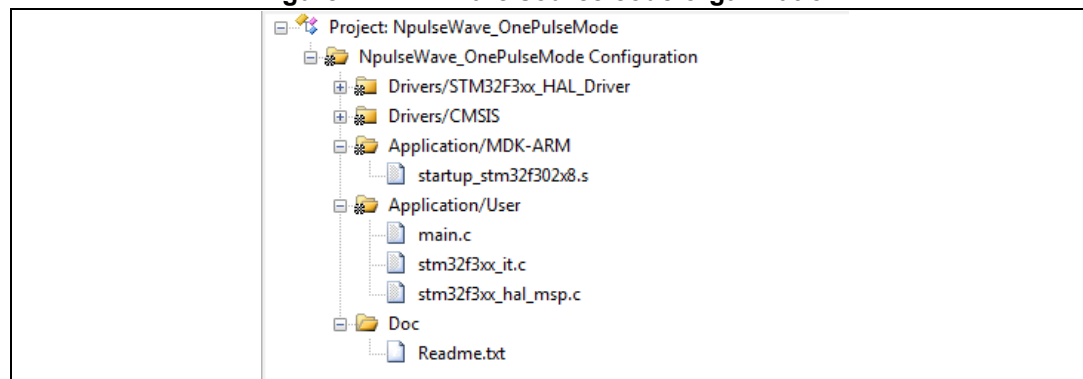 Project: NpulseWave_OnePulseMode
NpulseWave_OnePulseMode Configuration
Drivers/STM32F3xx_HAL_Driver
Drivers/CMSIS
Application/MDK-ARM
startup_stm32f302x8.s
Application/User
main.c
stm32f3xx_it.c
stm32f3xx_hal_msp.c
Doc
Readme.txt